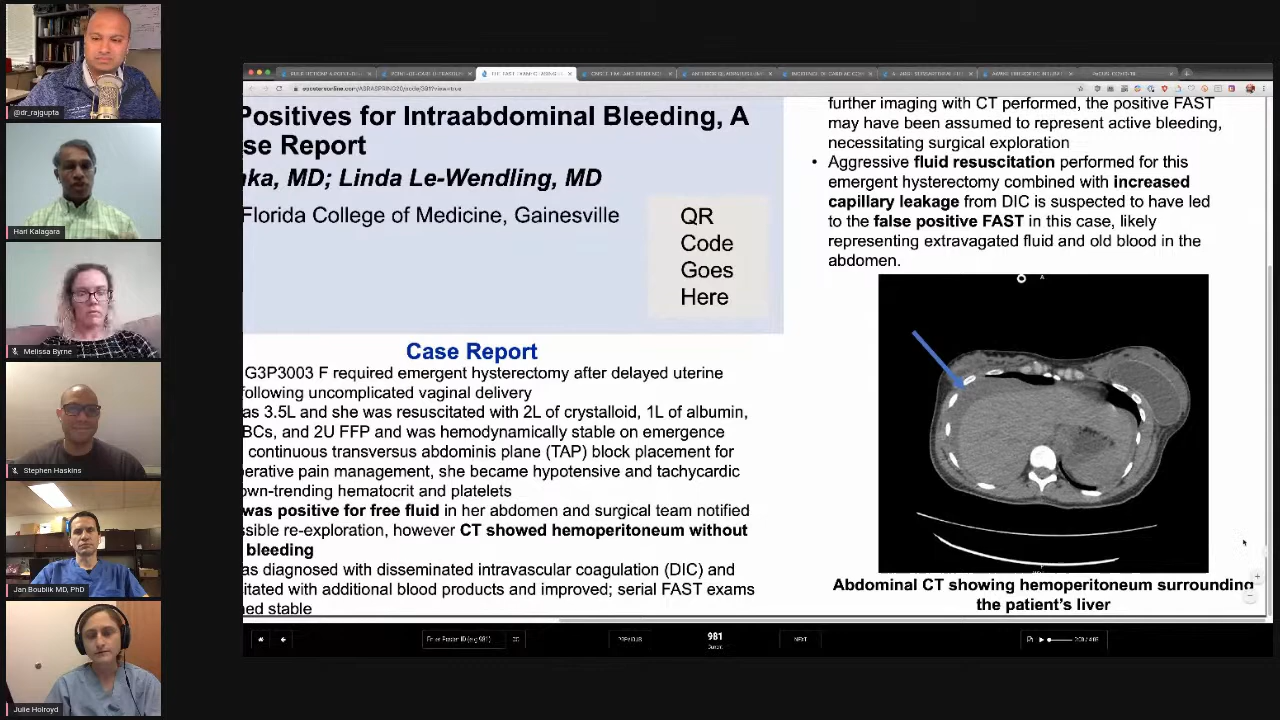 @dr_rajgupta
Hari Kalagara
Melissa Byrne
Stephen Haskins
Jan Boublik MD, PhD
Julie Holroyd
Positives for Intraabdominal Bleeding, A
se Report
nka, MD; Linda Le-Wendling, MD
Florida College of Medicine, Gainesville
QR
Code
Goes
Here
Case Report
G3P3003 F required emergent hysterectomy after delayed uterine
following uncomplicated vaginal delivery
as 3.5L and she was resuscitated with 2L of crystalloid, 1L of albumin,
BCs, and 2U FFP and was hemodynamically stable on emergence
continuous transversus abdominis plane (TAP) block placement for
perative pain management, she became hypotensive and tachycardic
own-trending hematocrit and platelets
was positive for free fluid in her abdomen and surgical team notified
ssible re-exploration, however CT showed hemoperitoneum without
bleeding
as diagnosed with disseminated intravascular coagulation (DIC) and
itated with additional blood products and improved; serial FAST exams
ned stable
further imaging with CT performed, the positive FAST
may have been assumed to represent active bleeding,
necessitating surgical exploration
• Aggressive fluid resuscitation performed for this
emergent hysterectomy combined with increased
capillary leakage from DIC is suspected to have led
to the false positive FAST in this case, likely
representing extravagated fluid and old blood in the
abdomen.
A
Abdominal CT showing hemoperitoneum surrounding
the patient's liver
PREVIOUS
981
NEXT